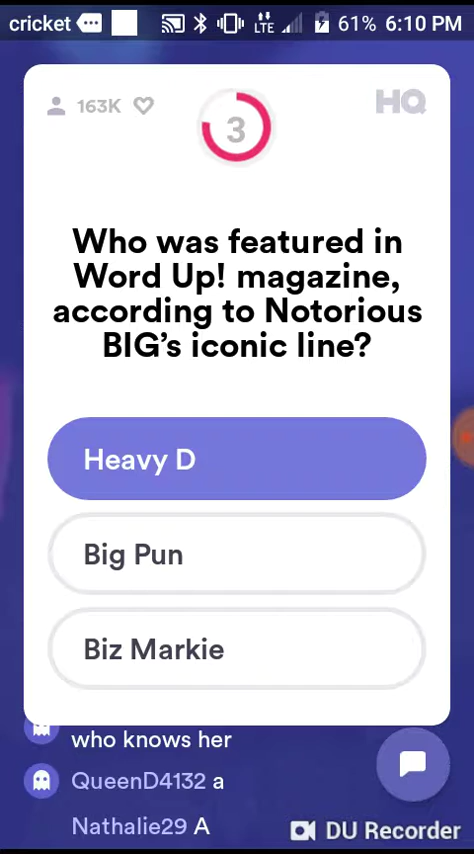 cricket LTE 61% 6:10 PM
163K HQ
3
Who was featured in
Word Up! magazine,
according to Notorious
BIG's iconic line?
Heavy D
Big Pun
Biz Markie
who knows her
QueenD4132 a
Nathalie29 A
DU Recorder